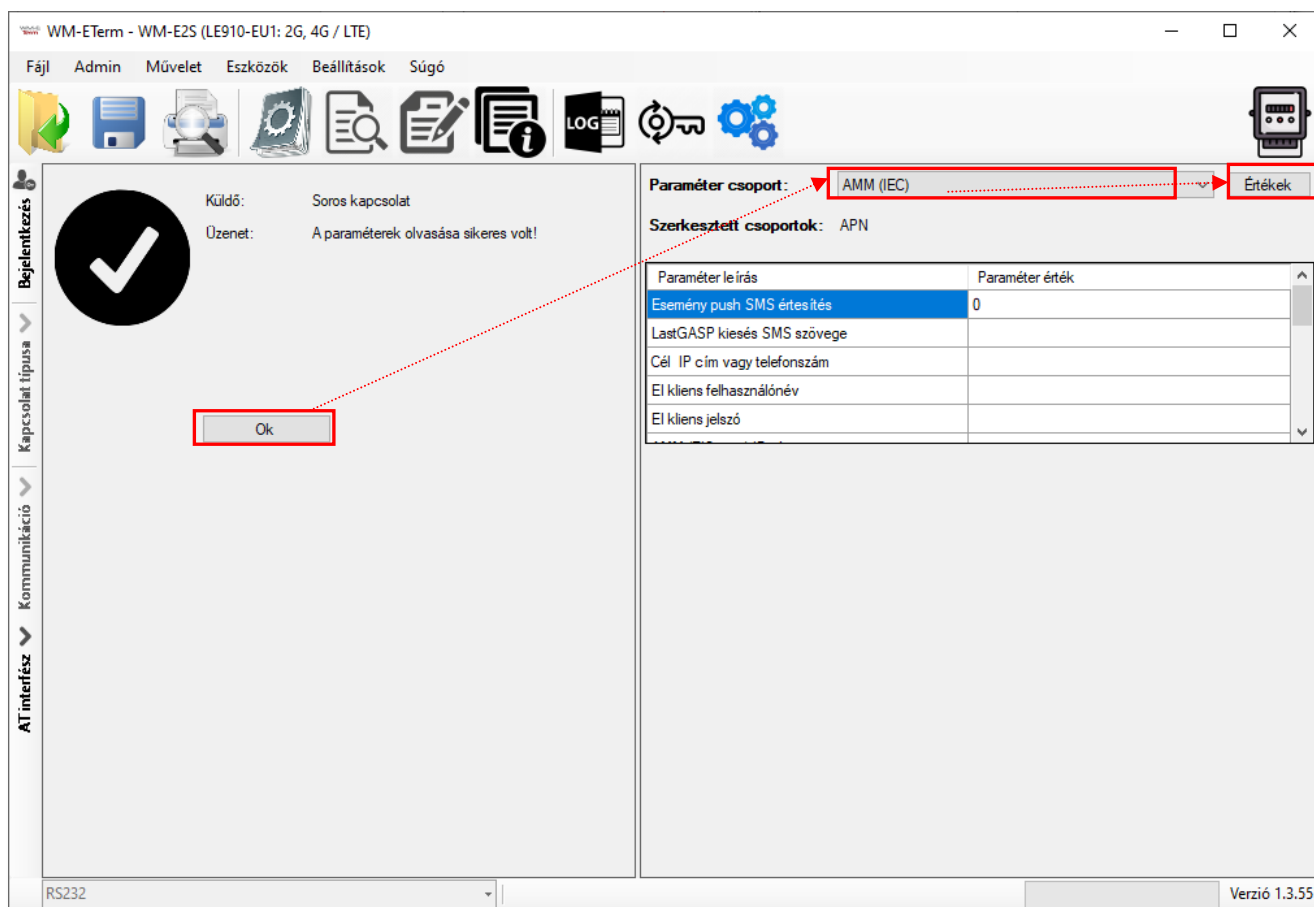 WM-ETerm - WM-E2S (LE910-EU1: 2G, 4G / LTE)
Fájl Admin Művelet Eszközök Beállítások Súgó
LOG
Bejelentkezés
Kapcsolat típusa
Kommunikáció
AT interfész
Küldő: Soros kapcsolat
Üzenet: A paraméterek olvasása sikeres volt!
Ok
Paraméter csoport: AMM (IEC) Értékek
Szerkesztett csoportok: APN
Paraméter leírás Paraméter érték
Esemény push SMS értesítés 0
LastGASP kiesés SMS szövege
Cél IP cím vagy telefonszám
EI kliens felhasználónév
EI kliens jelszó
RS232
Verzió 1.3.55